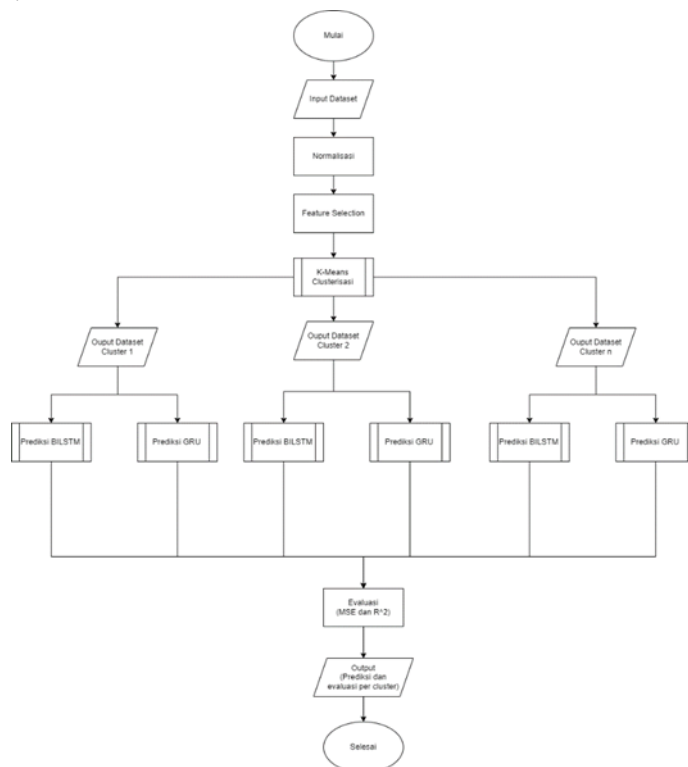 Mulai
Input Dataset
Normalisasi
Feature Selection
K-Means
Clusterisasi
Ouput Dataset
Cluster 1
Ouput Dataset
Cluster 2
Ouput Dataset
Cluster n
Prediksi BILSTM
Prediksi GRU
Prediksi BILSTM
Prediksi GRU
Prediksi BILSTM
Prediksi GRU
Evaluasi
(MSE dan R^2)
Output
(Prediksi dan
evaluasi per cluster)
Selesai